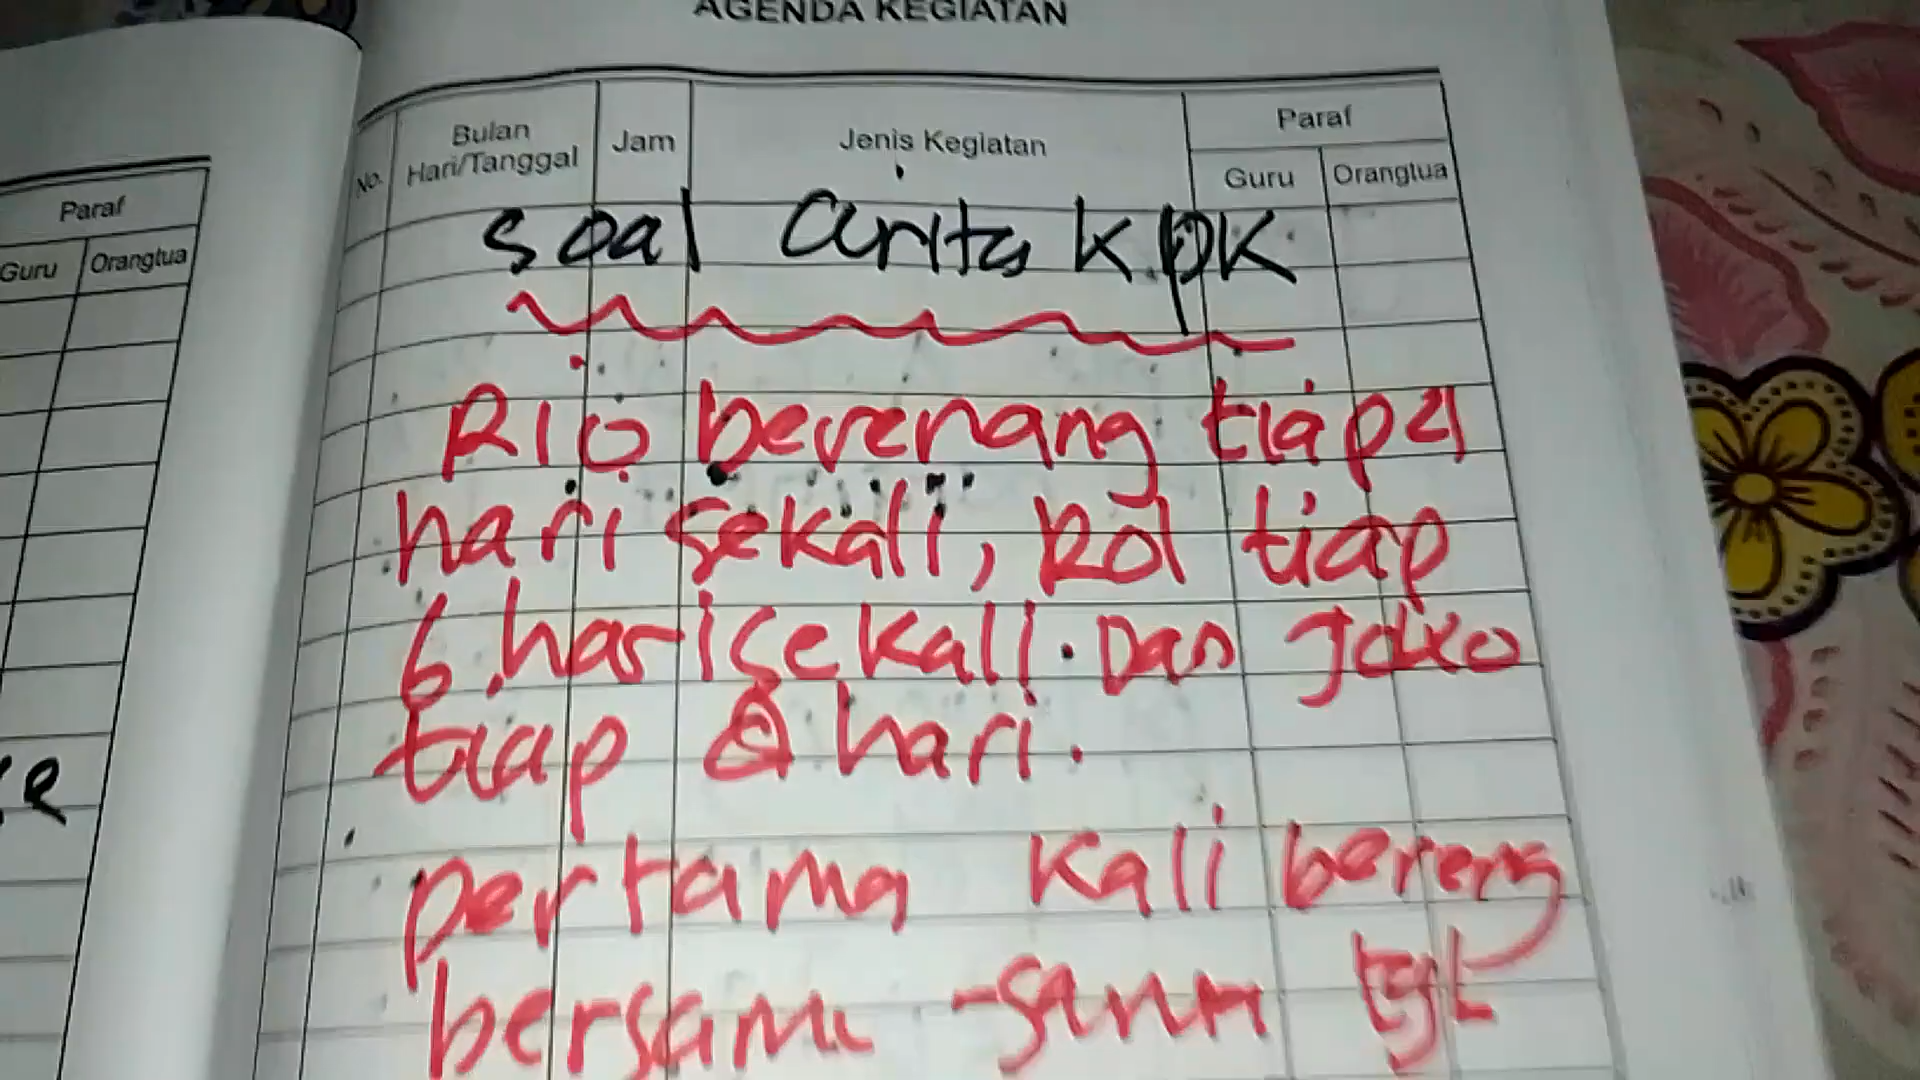 AGENDA KEGIATAN
No. Bulan Hari/Tanggal Jam Jenis Kegiatan Paraf
Guru Orangtua
Paraf
Guru Orangtua
soal Cerita KPK
Rio berenang tiap 4
hari sekali, Rol tiap
6 hari sekali. Dan Joko
tiap hari.
pertama kali bereng
bersama-sama tgl